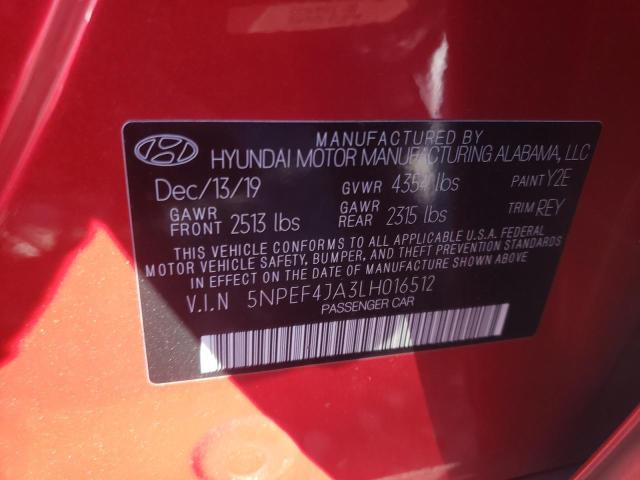 MANUFACTURED BY
HYUNDAI MOTOR MANUFACTURING ALABAMA, LLC
Dec/13/19 GVWR 4354 lbs PAINT Y2E
GAWR FRONT 2513 lbs GAWR REAR 2315 lbs TRIM REY
THIS VEHICLE CONFORMS TO ALL APPLICABLE U.S.A. FEDERAL
MOTOR VEHICLE SAFETY, BUMPER, AND THEFT PREVENTION
STANDARDS IN EFFECT ON THE DATE OF MANUFACTURE SHOWN ABOVE.
V.I.N 5NPEF4JA3LH016512
PASSENGER CAR